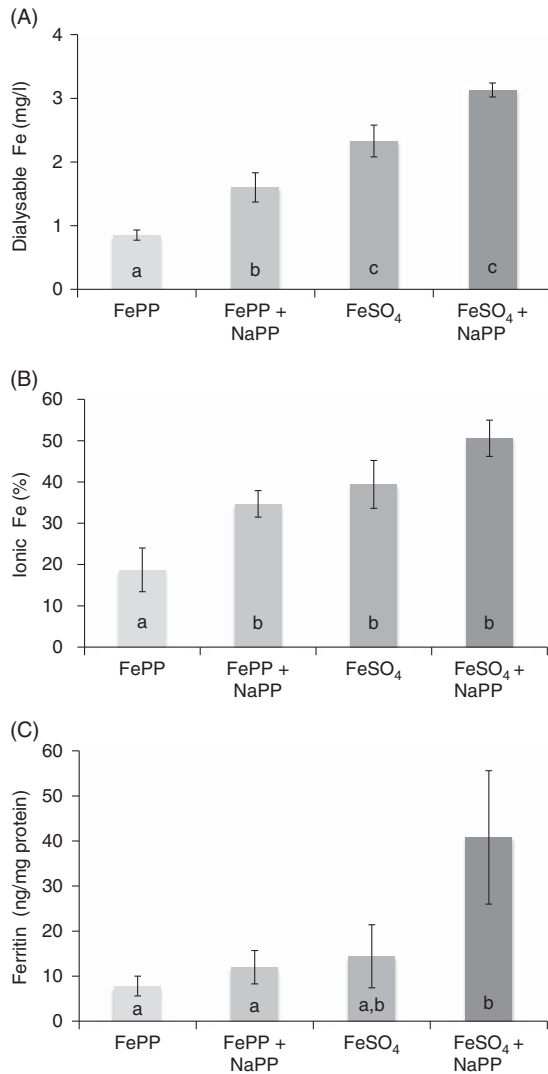 (A)
Dialysable Fe (mg/l)
4
3
2
1
0
a
b
c
c
FePP
FePP +
NaPP
FeSO₄
FeSO₄ +
NaPP
(B)
Ionic Fe (%)
60
50
40
30
20
10
0
a
b
b
b
FePP
FePP +
NaPP
FeSO₄
FeSO₄ +
NaPP
(C)
Ferritin (ng/mg protein)
60
50
40
30
20
10
0
a
a
a,b
b
FePP
FePP +
NaPP
FeSO₄
FeSO₄ +
NaPP